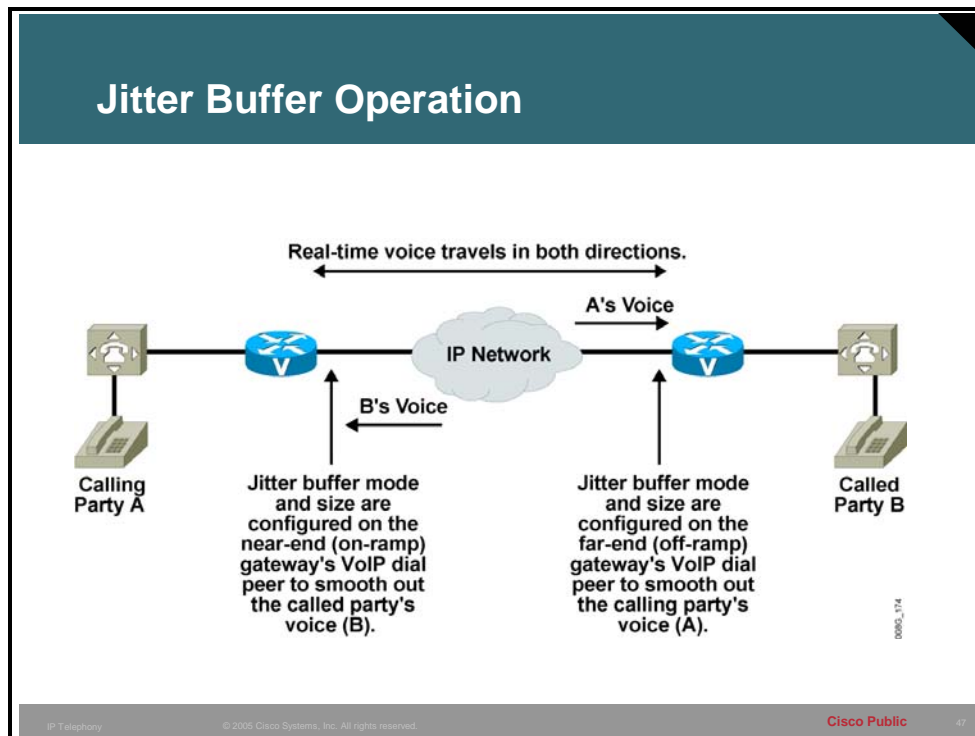 Jitter Buffer Operation
Real-time voice travels in both directions.
A's Voice
IP Network
V
V
B's Voice
Calling
Party A
Jitter buffer mode
and size are
configured on the
near-end (on-ramp)
gateway's VoIP dial
peer to smooth out
the called party's
voice (B).
Jitter buffer mode
and size are
configured on the
far-end (off-ramp)
gateway's VoIP dial
peer to smooth out
the calling party's
voice (A).
Called
Party B
IP Telephony
© 2005 Cisco Systems, Inc. All rights reserved.
Cisco Public
47